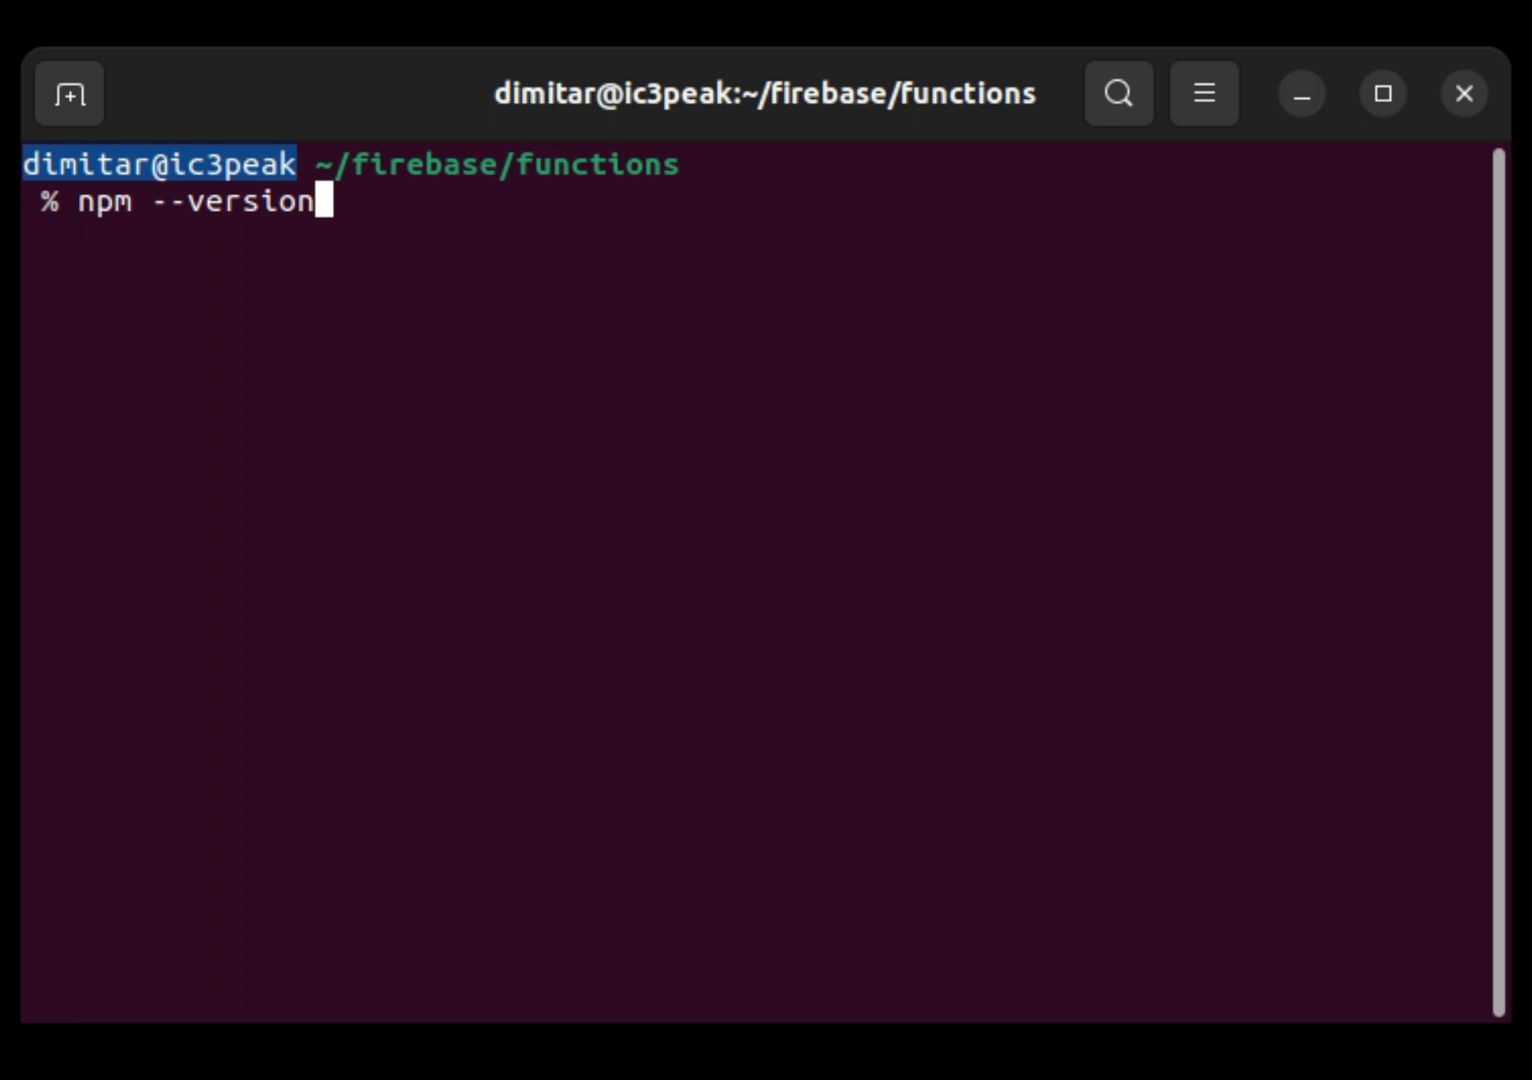 dimitar@ic3peak:~/firebase/functions
dimitar@ic3peak ~/firebase/functions
% npm --version